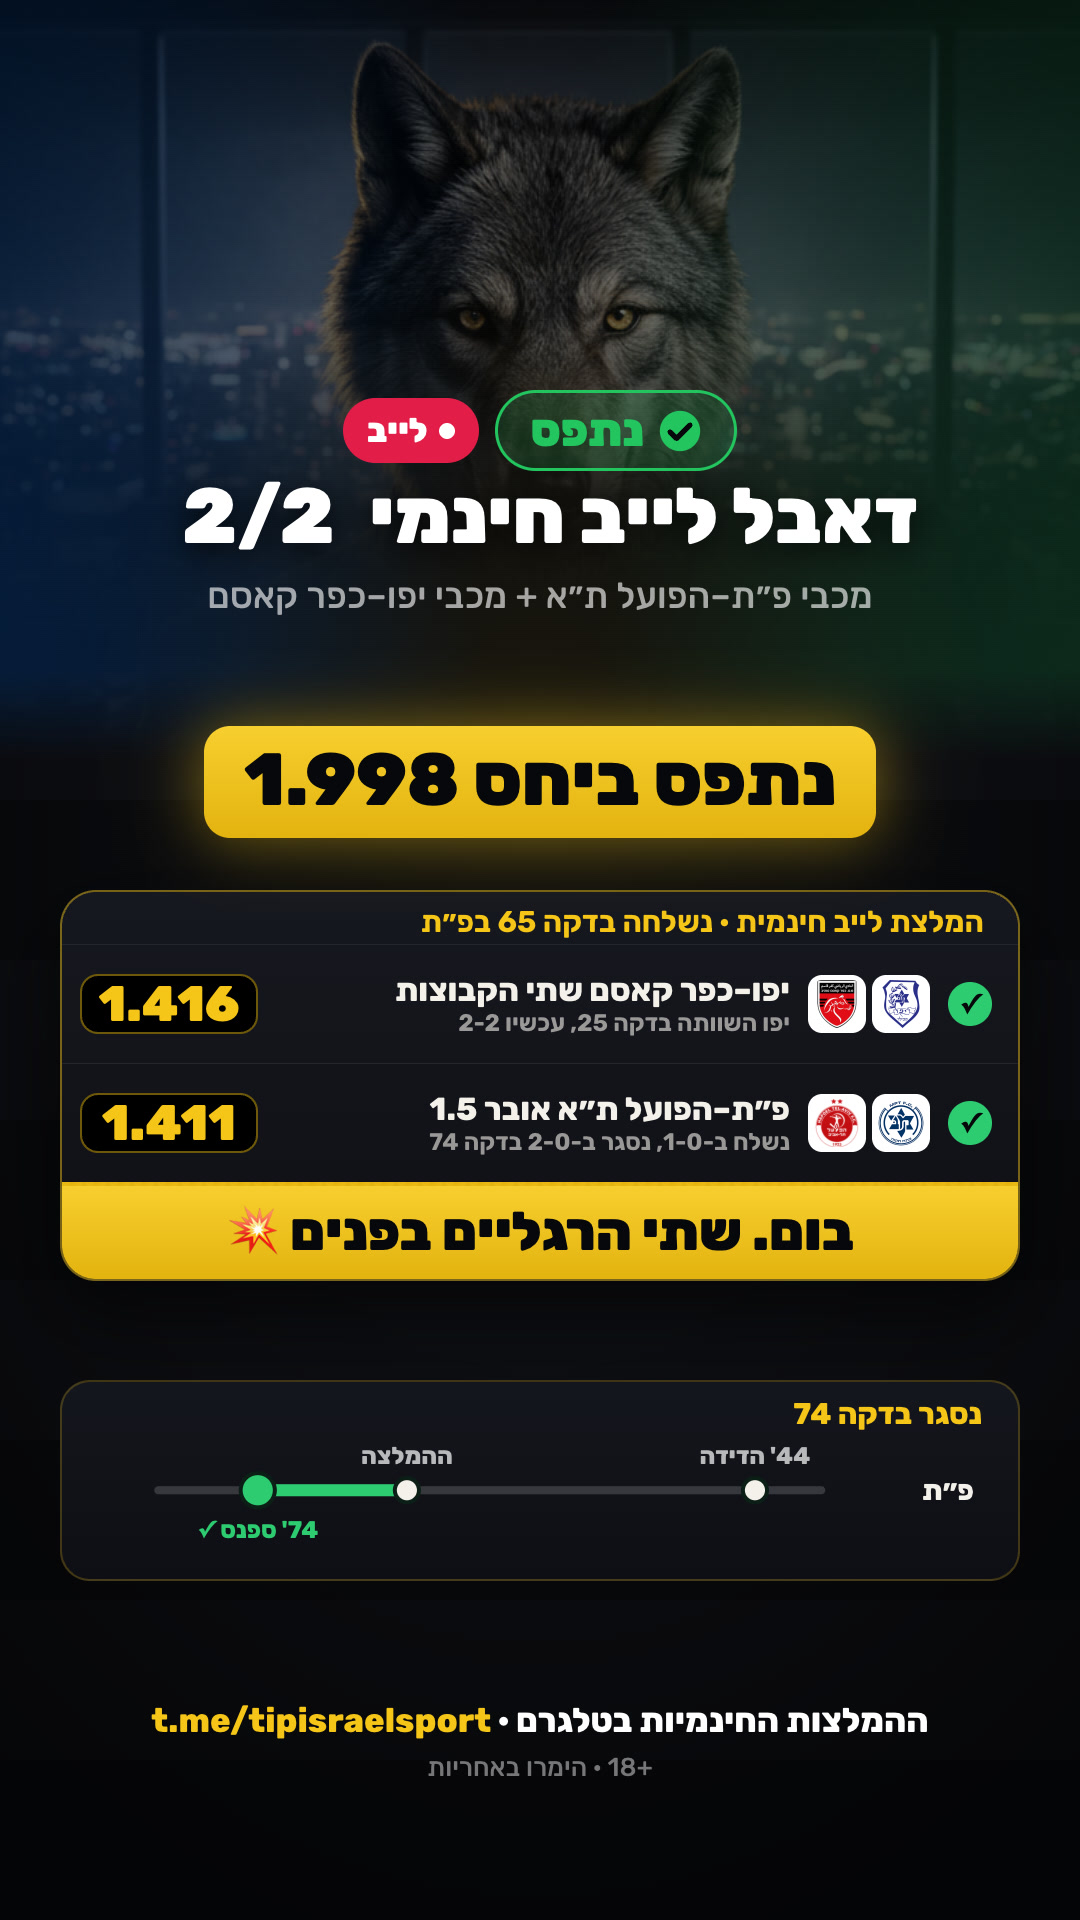 נתפס
לייב
דאבל לייב חינמי 2/2
מכבי פ״ת-הפועל ת״א + מכבי יפו-כפר קאסם
נתפס ביחס 1.998
המלצת לייב חינמית • נשלחה בדקה 65 בפ״ת
יפו-כפר קאסם שתי הקבוצות
1.416
יפו השוותה בדקה 25, עכשיו 2-2
פ״ת-הפועל ת״א אובר 1.5
1.411
נשלח ב-1-0, נסגר ב-2-0 בדקה 74
בום. שתי הרגליים בפנים
נסגר בדקה 74
44' הדידה
ההמלצה
פ״ת
74' ספנס ✓
ההמלצות החינמיות בטלגרם • t.me/tipisraelsport
18+ • הימרו באחריות